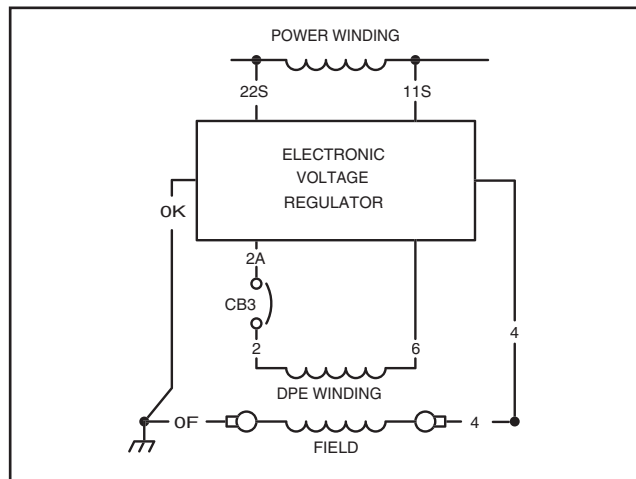 POWER WINDING
22S
11S
ELECTRONIC
VOLTAGE
REGULATOR
0K
2A
CB3
4
2
6
DPE WINDING
0F
4
FIELD